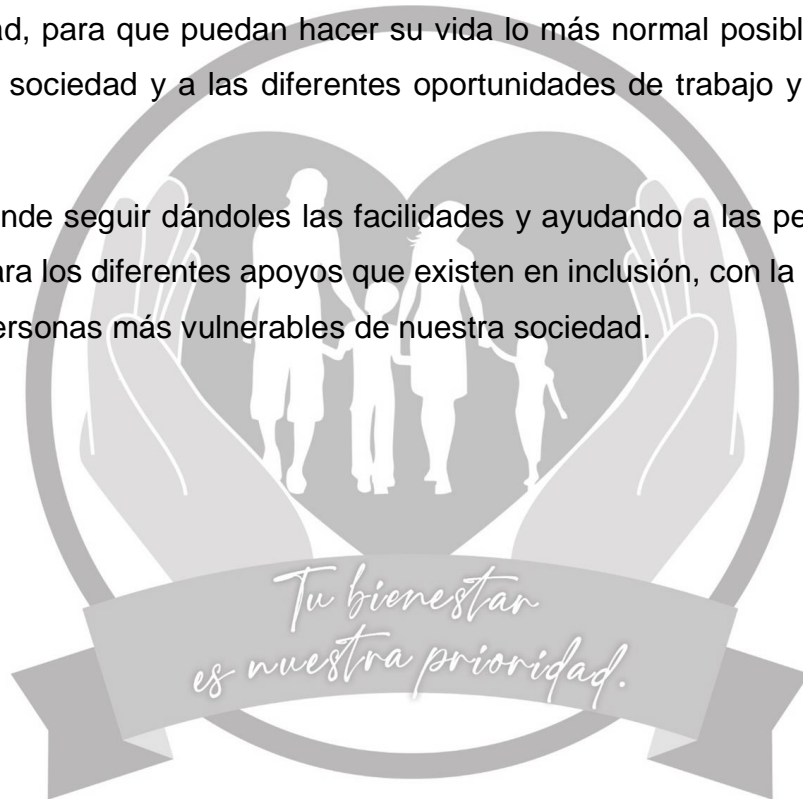 ad, para que puedan hacer su vida lo más normal posibl
sociedad y a las diferentes oportunidades de trabajo y
nde seguir dándoles las facilidades y ayudando a las pe
ara los diferentes apoyos que existen en inclusión, con la
ersonas más vulnerables de nuestra sociedad.
Tu bienestar
es nuestra prioridad.